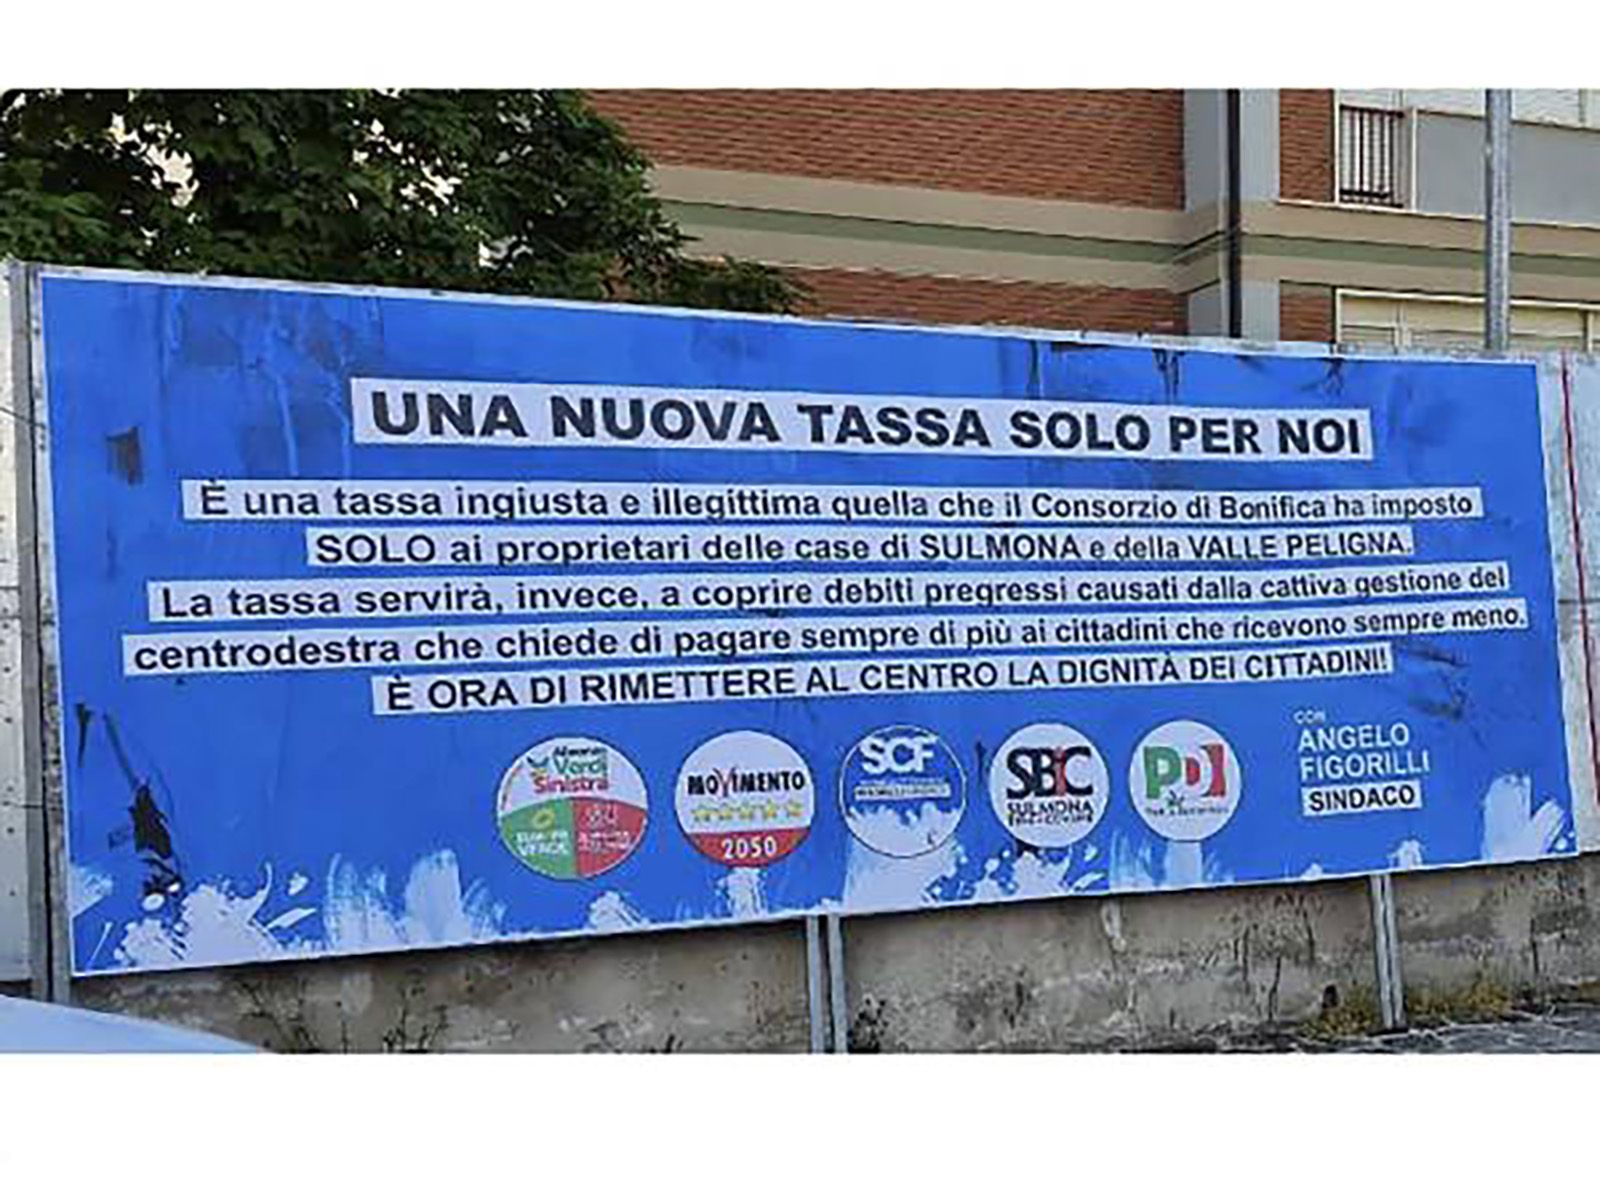 UNA NUOVA TASSA SOLO PER NOI
È una tassa ingiusta e illegittima quella che il Consorzio di Bonifica ha imposto
SOLO ai proprietari delle case di SULMONA e della VALLE PELIGNA.
La tassa servirà, invece, a coprire debiti pregressi causati dalla cattiva gestione del
centrodestra che chiede di pagare sempre di più ai cittadini che ricevono sempre meno.
È ORA DI RIMETTERE AL CENTRO LA DIGNITÀ DEI CITTADINI!
CON
ANGELO
FIGORILLI
SINDACO
Alleanza
Verdi
Sinistra
EUROPA
VERDE
MOVIMENTO
2050
SCF
SBiC
SULMONA
PD